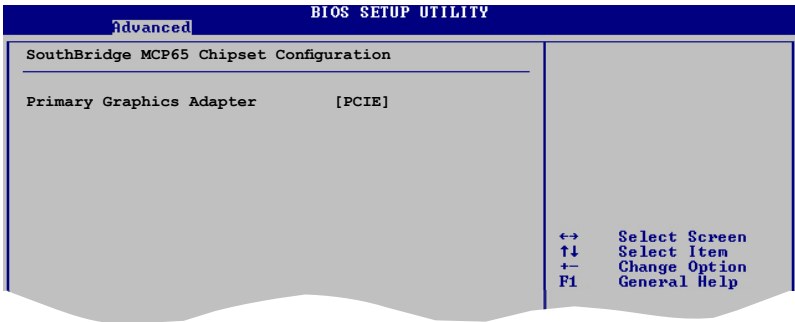 BIOS SETUP UTILITY
Advanced
SouthBridge MCP65 Chipset Configuration
Primary Graphics Adapter [PCIE]
←→ Select Screen
↑↓ Select Item
+- Change Option
F1 General Help